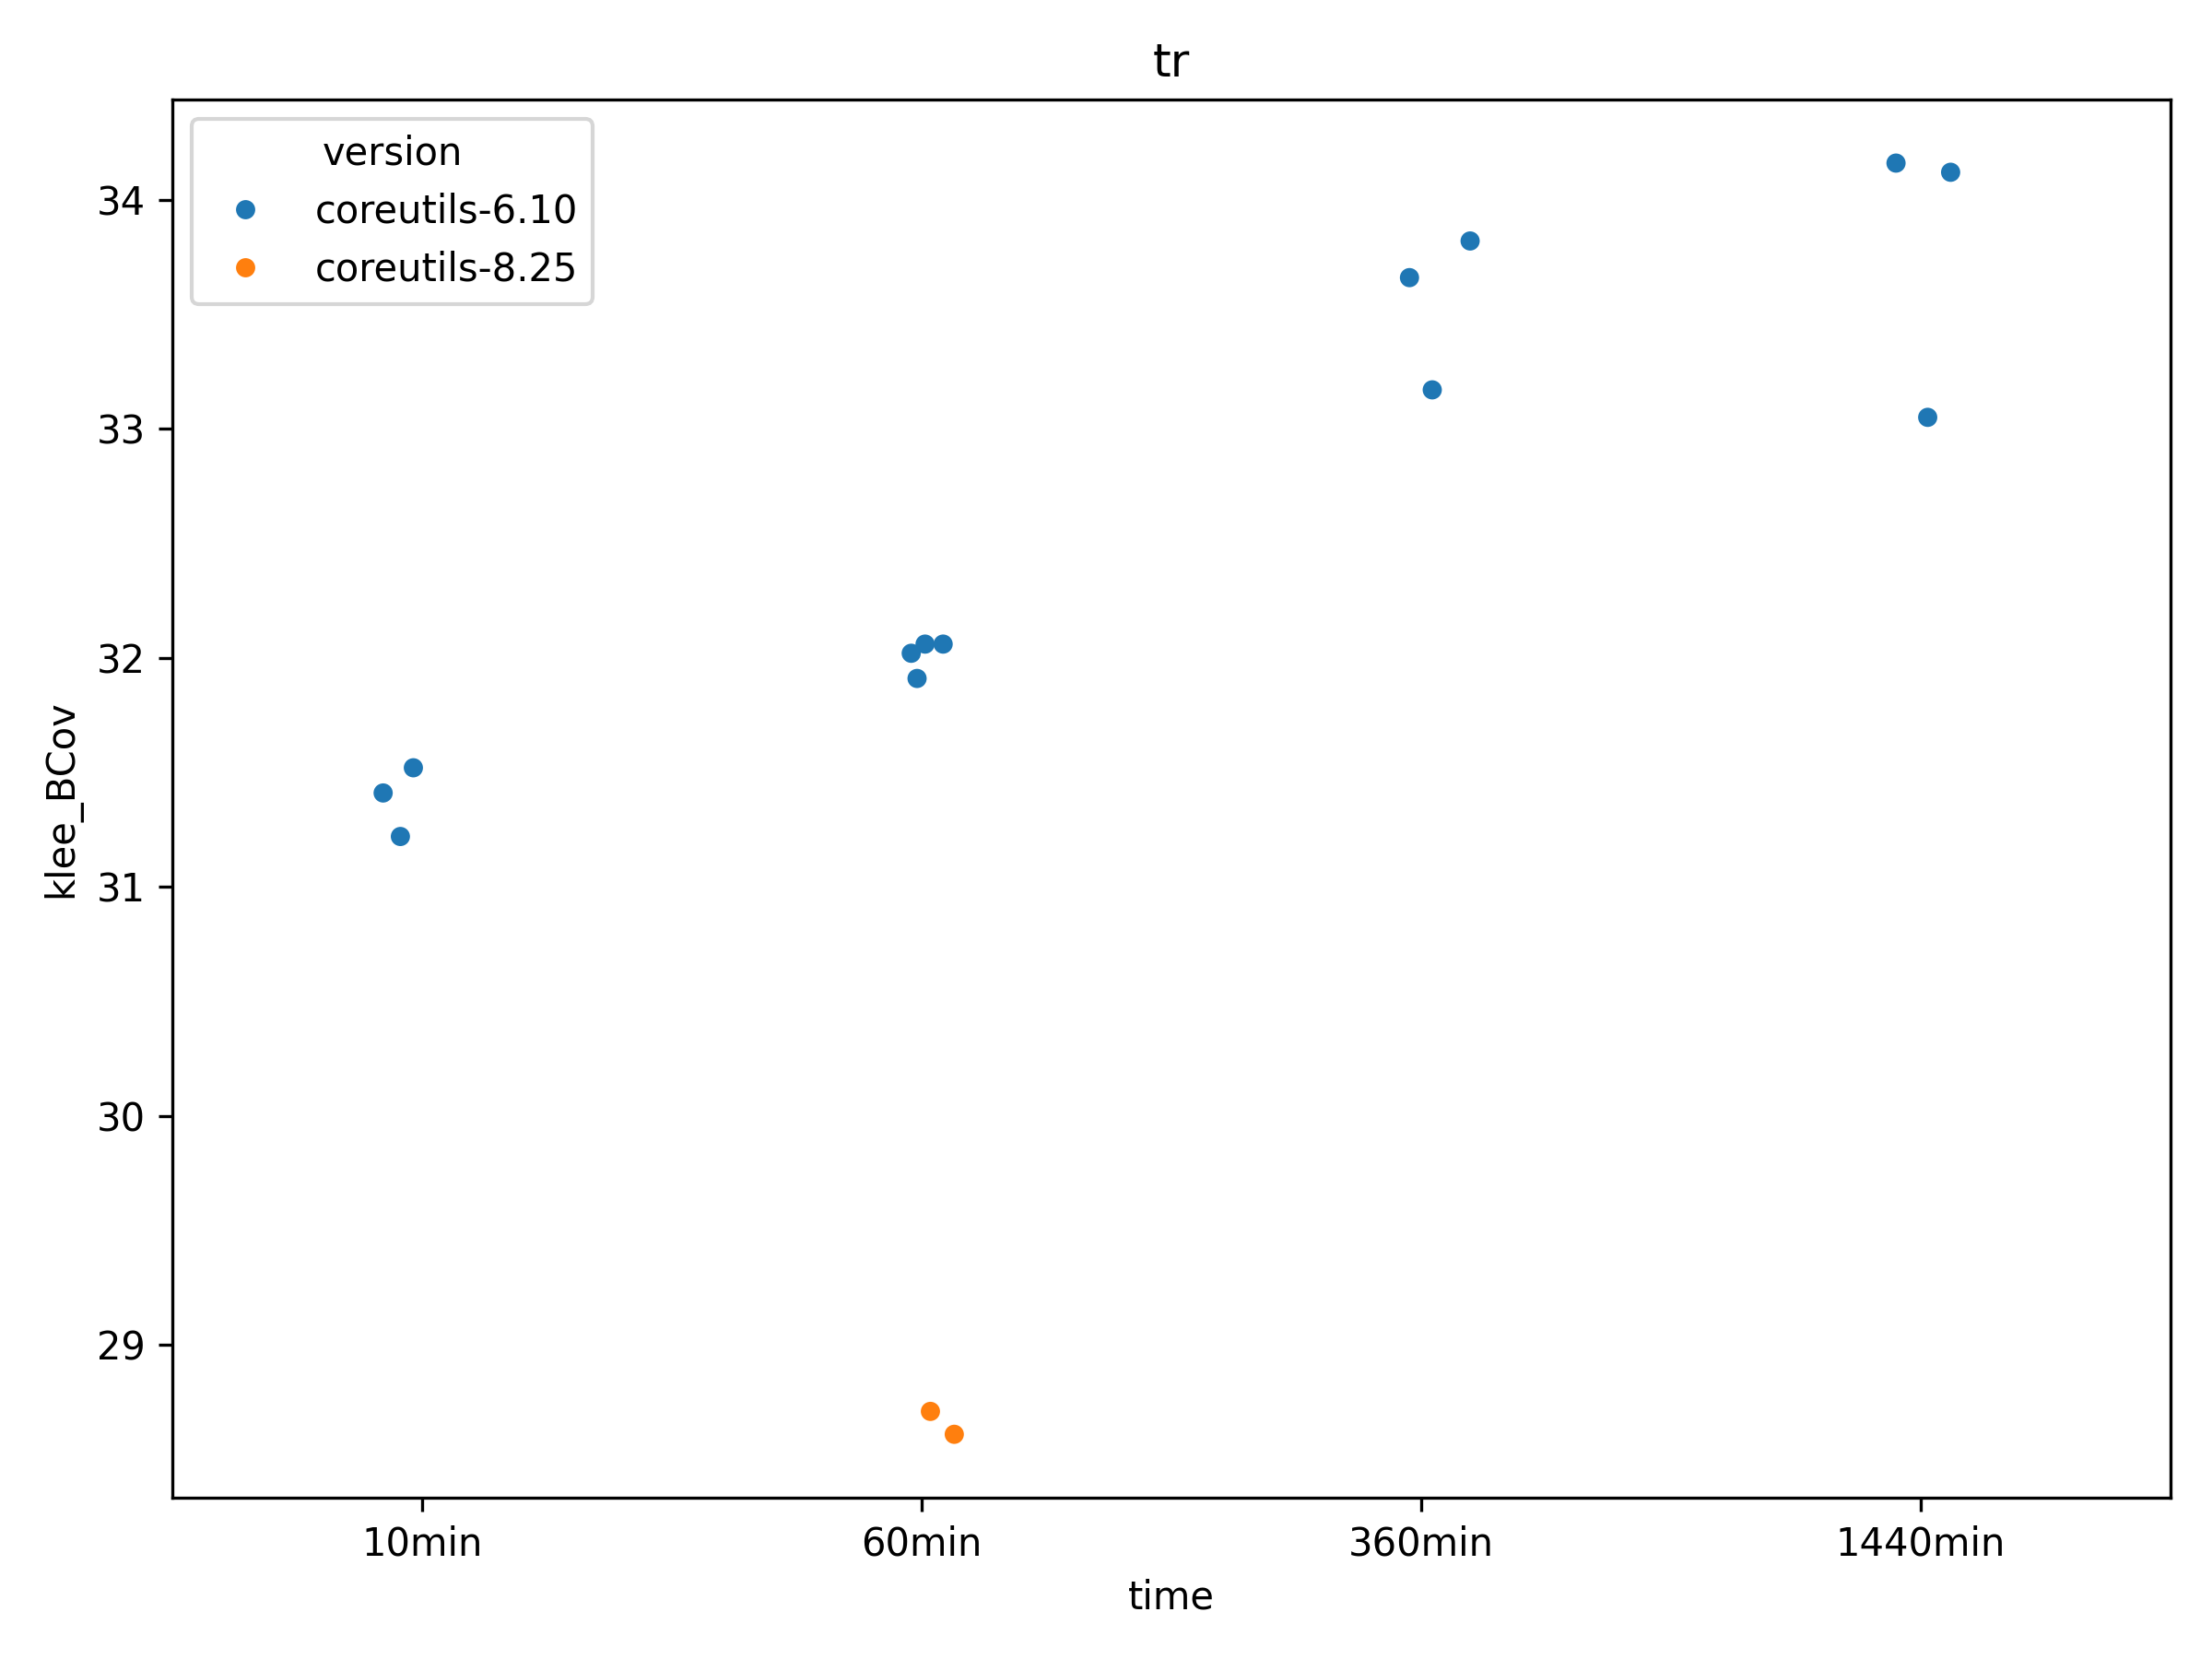 tr
version
coreutils-6.10
coreutils-8.25
34
33
32
31
30
29
klee_BCov
10min
60min
360min
1440min
time